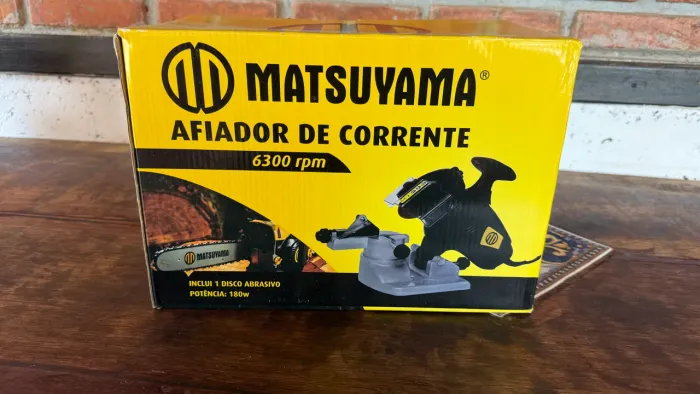 MATSUYAMA®
AFIADOR DE CORRENTE
6300 rpm
MATSUYAMA
INCLUI 1 DISCO ABRASIVO
POTÊNCIA: 180w